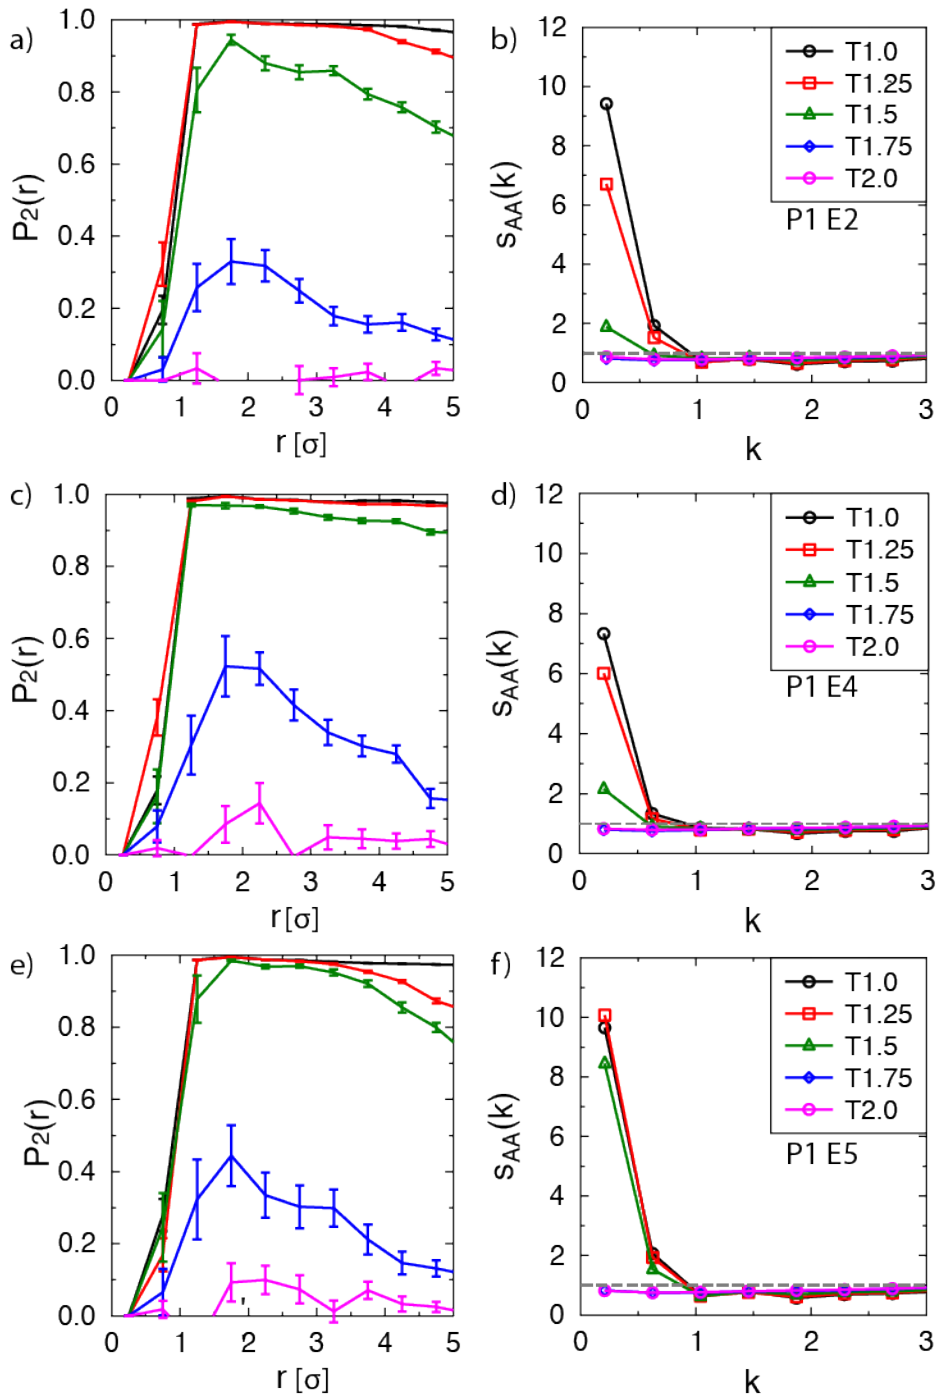 a)
1.0
0.8
0.6
0.4
0.2
0.0
P2(r)
0 1 2 3 4 5
r [σ]
b)
12
10
8
6
4
2
0
sAA(k)
T1.0
T1.25
T1.5
T1.75
T2.0
P1 E2
0 1 2 3
k
c)
1.0
0.8
0.6
0.4
0.2
0.0
P2(r)
0 1 2 3 4 5
r [σ]
d)
12
10
8
6
4
2
0
sAA(k)
T1.0
T1.25
T1.5
T1.75
T2.0
P1 E4
0 1 2 3
k
e)
1.0
0.8
0.6
0.4
0.2
0.0
P2(r)
0 1 2 3 4 5
r [σ]
f)
12
10
8
6
4
2
0
sAA(k)
T1.0
T1.25
T1.5
T1.75
T2.0
P1 E5
0 1 2 3
k